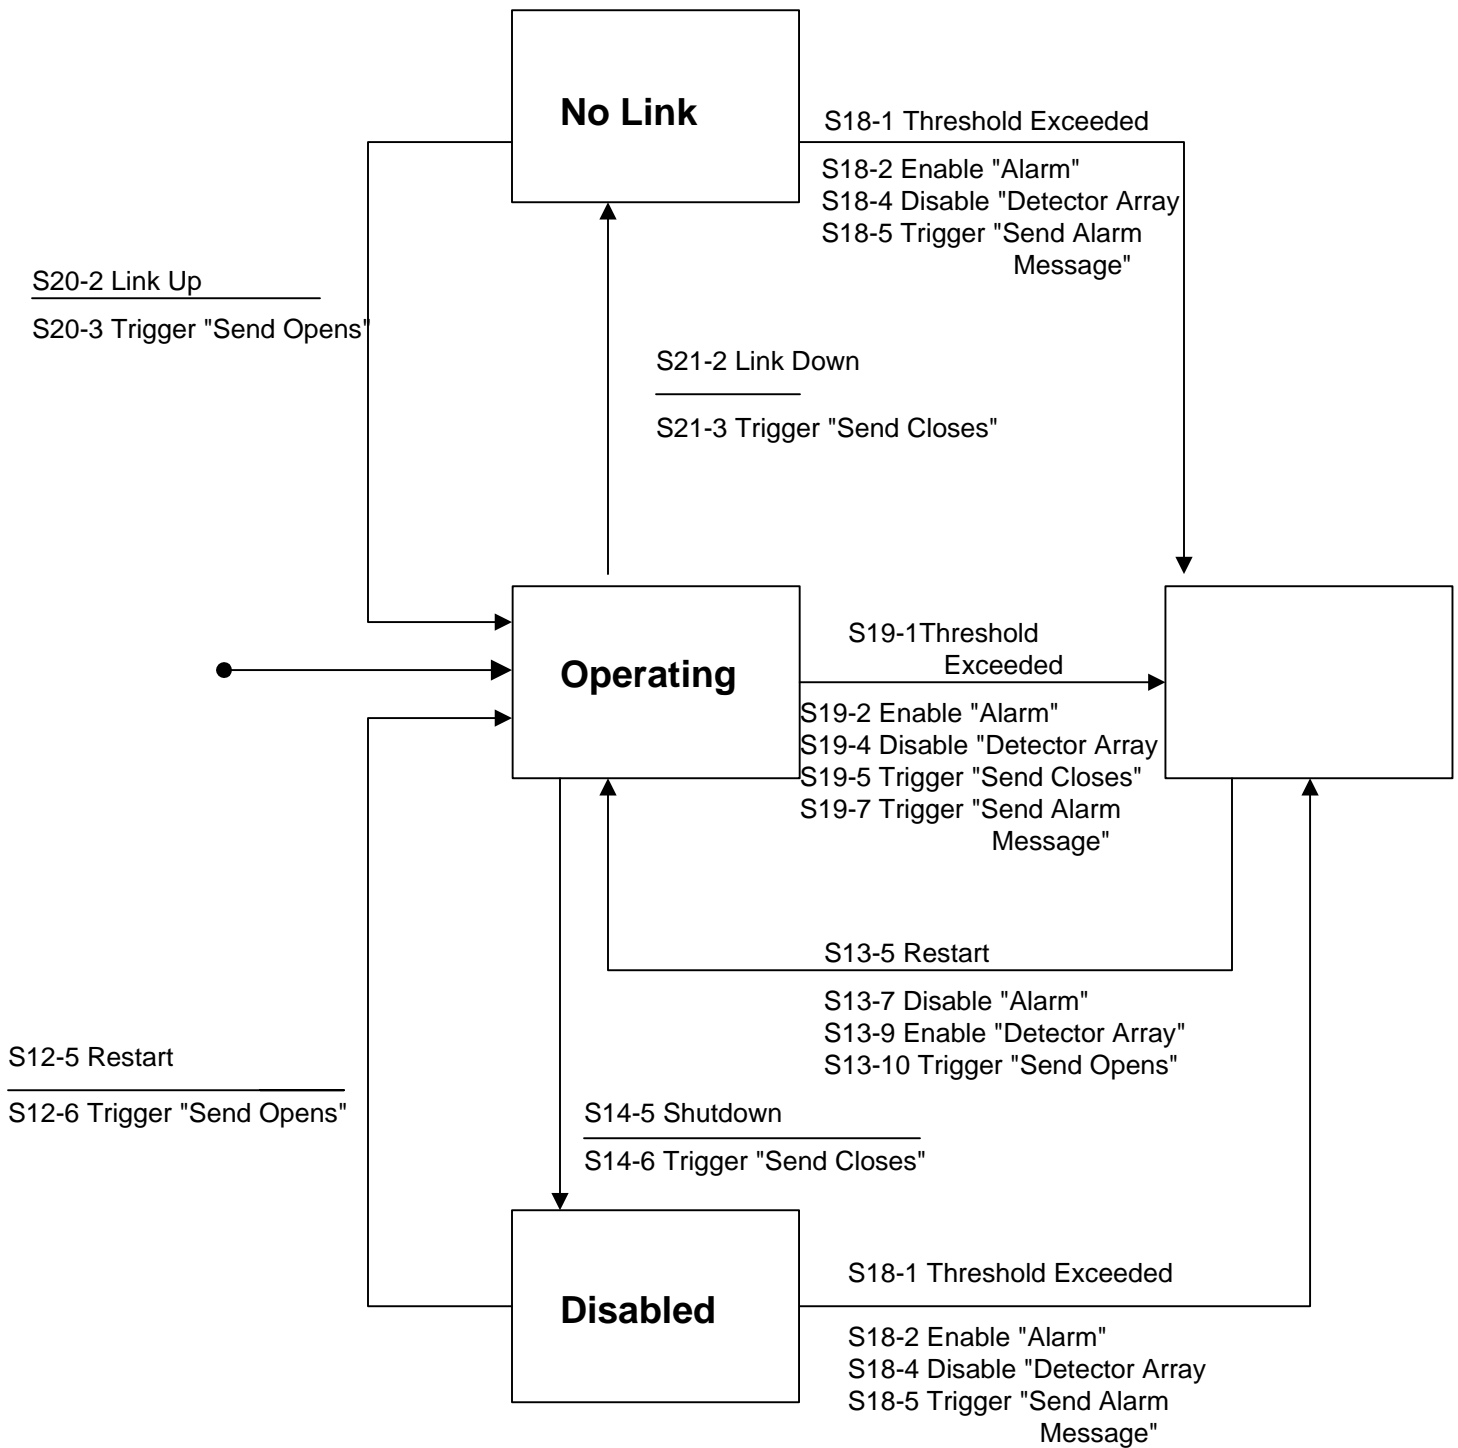 No Link
S18-1 Threshold Exceeded
S18-2 Enable "Alarm"
S18-4 Disable "Detector Array
S18-5 Trigger "Send Alarm
Message"
S20-2 Link Up
S20-3 Trigger "Send Opens"
S21-2 Link Down
S21-3 Trigger "Send Closes"
Operating
S19-1Threshold
Exceeded
S19-2 Enable "Alarm"
S19-4 Disable "Detector Array
S19-5 Trigger "Send Closes"
S19-7 Trigger "Send Alarm
Message"
S13-5 Restart
S13-7 Disable "Alarm"
S13-9 Enable "Detector Array"
S13-10 Trigger "Send Opens"
S12-5 Restart
S12-6 Trigger "Send Opens"
S14-5 Shutdown
S14-6 Trigger "Send Closes"
Disabled
S18-1 Threshold Exceeded
S18-2 Enable "Alarm"
S18-4 Disable "Detector Array
S18-5 Trigger "Send Alarm
Message"